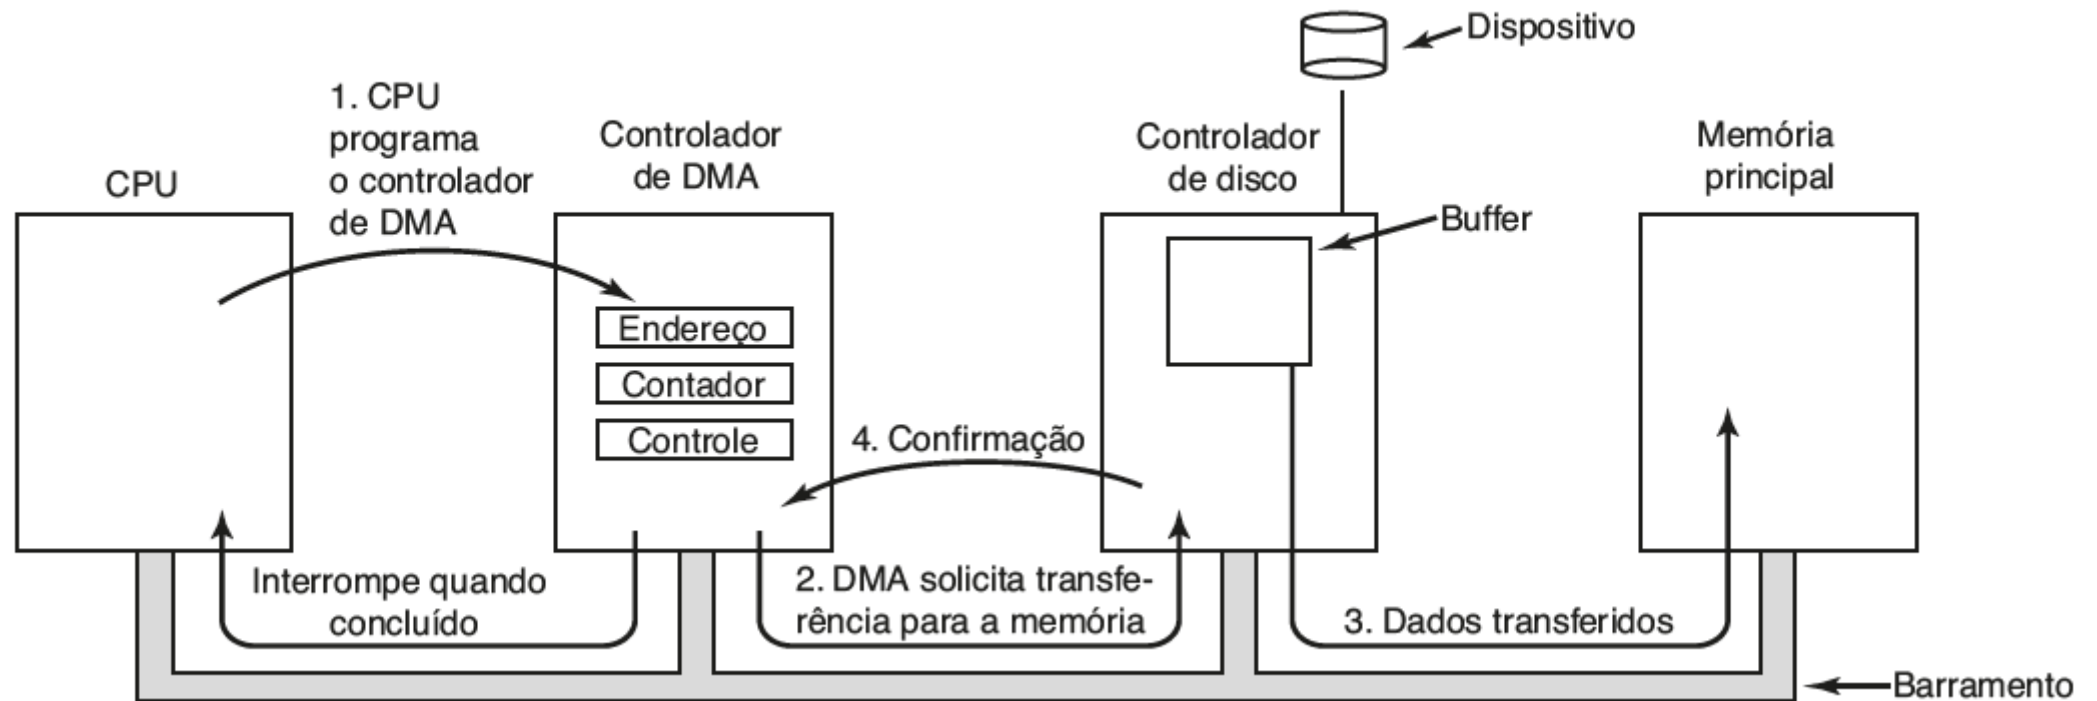 Dispositivo
1. CPU
programa
o controlador
de DMA
CPU
Controlador
de DMA
Controlador
de disco
Memória
principal
Buffer
Endereço
Contador
Controle
4. Confirmação
Interrompe quando
concluído
2. DMA solicita transfe-
rência para a memória
3. Dados transferidos
Barramento